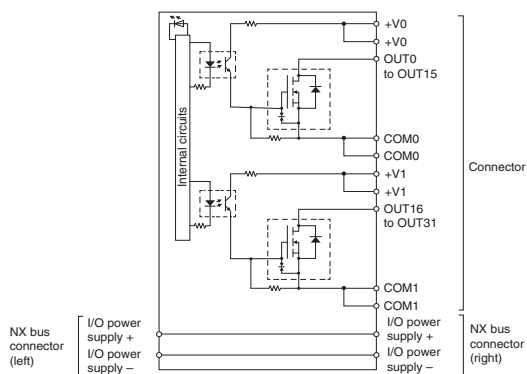 +V0
+V0
OUT0
to OUT15
Internal circuits
COM0
COM0
Connector
+V1
+V1
OUT16
to OUT31
COM1
COM1
NX bus
connector
(left)
I/O power
supply +
I/O power
supply –
I/O power
supply +
I/O power
supply –
NX bus
connector
(right)